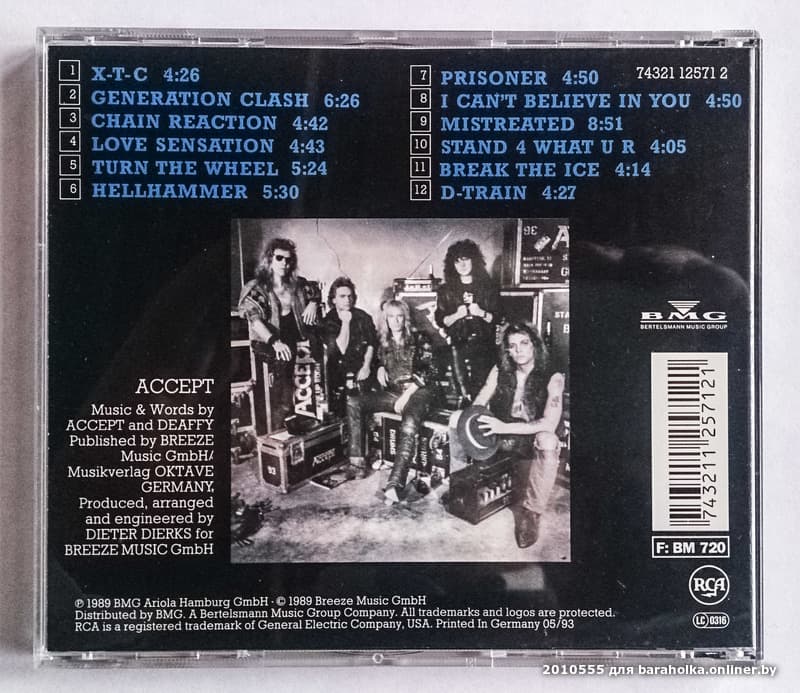 1 X-T-C 4:26
2 GENERATION CLASH 6:26
3 CHAIN REACTION 4:42
4 LOVE SENSATION 4:43
5 TURN THE WHEEL 5:24
6 HELLHAMMER 5:30
7 PRISONER 4:50
8 I CAN'T BELIEVE IN YOU 4:50
9 MISTREATED 8:51
10 STAND 4 WHAT U R 4:05
11 BREAK THE ICE 4:14
12 D-TRAIN 4:27
74321 12571 2
ACCEPT
ACCEPT
BMG
BERTELSMANN MUSIC GROUP
743211 257121
F: BM 720
RCA
LC 0316
ACCEPT
Music & Words by
ACCEPT and DEAFFY
Published by BREEZE
Music GmbH/
Musikverlag OKTAVE
GERMANY.
Produced, arranged
and engineered by
DIETER DIERKS for
BREEZE MUSIC GmbH
℗ 1989 BMG Ariola Hamburg GmbH · © 1989 Breeze Music GmbH
Distributed by BMG. A Bertelsmann Music Group Company. All trademarks and logos are protected.
RCA is a registered trademark of General Electric Company, USA. Printed In Germany 05/93
2010555 для baraholka.onliner.by